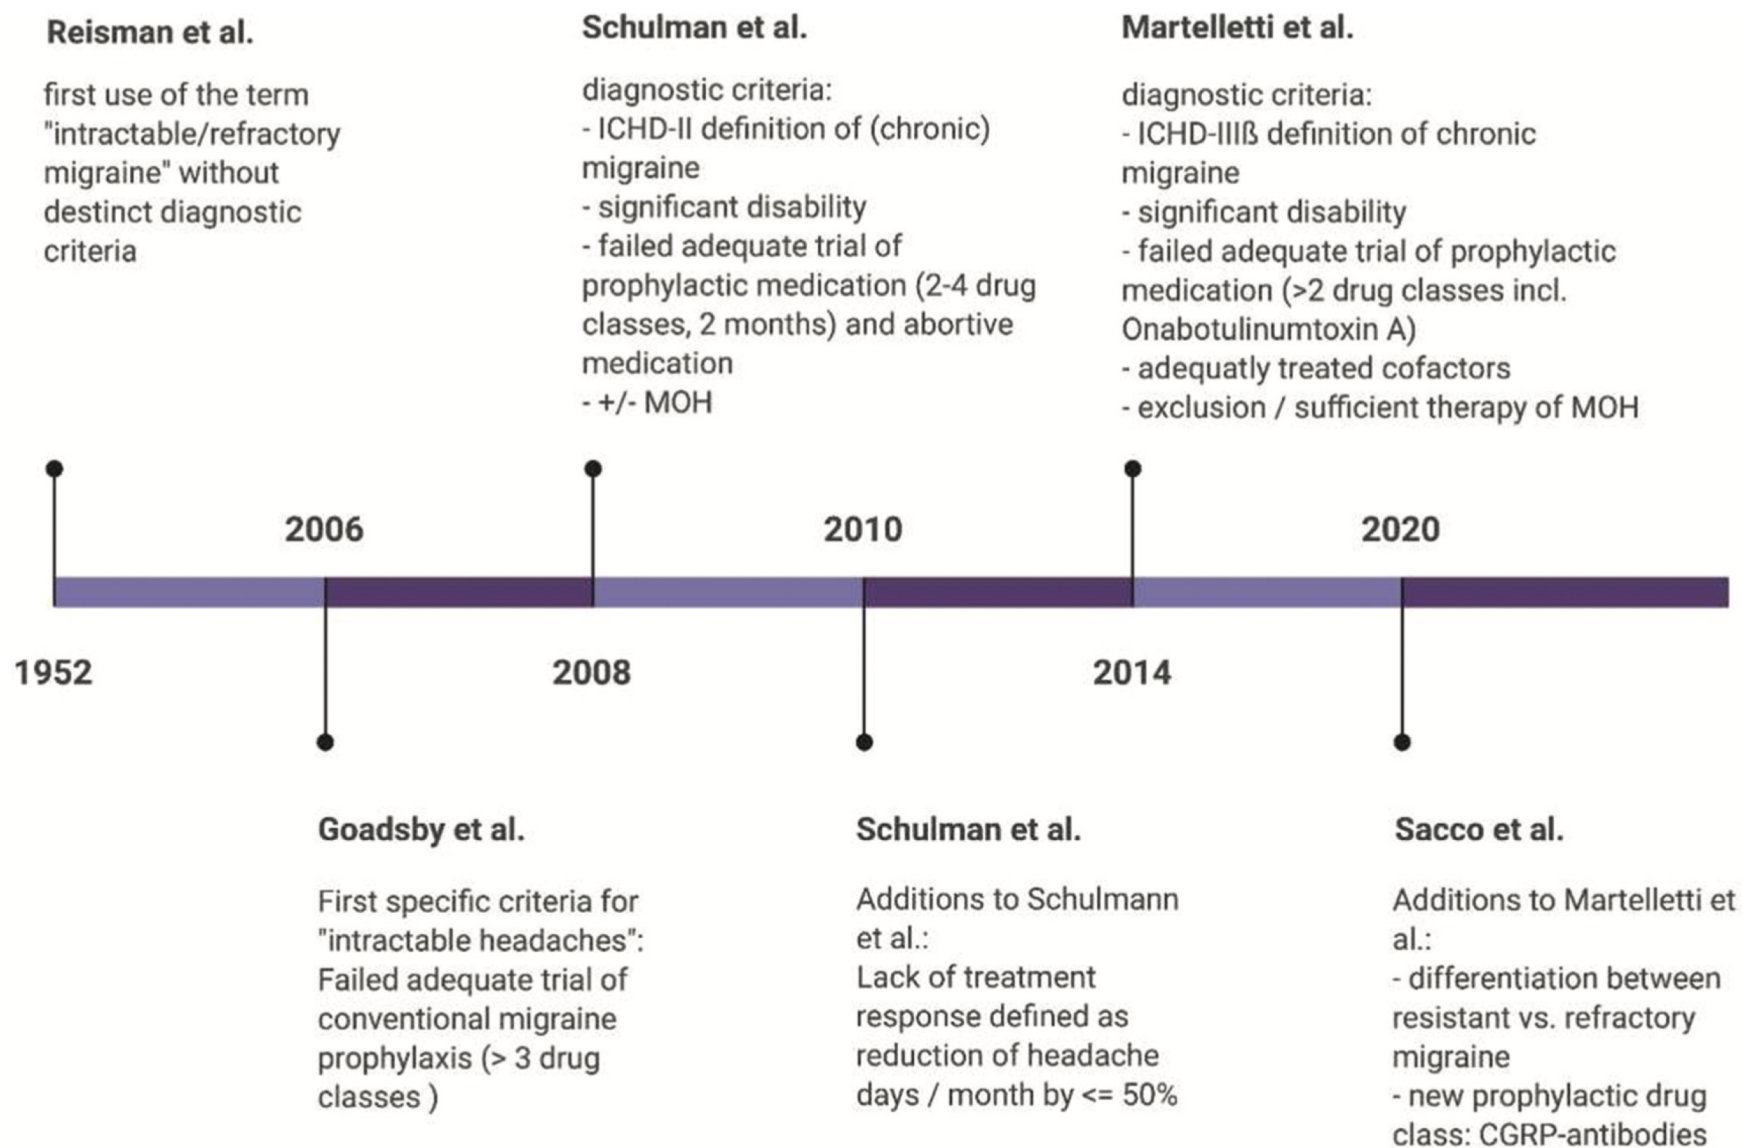 Reisman et al.
first use of the term
"intractable/refractory
migraine" without
destinct diagnostic
criteria
Schulman et al.
diagnostic criteria:
- ICHD-II definition of (chronic)
migraine
- significant disability
- failed adequate trial of
prophylactic medication (2-4 drug
classes, 2 months) and abortive
medication
- +/- MOH
Martelletti et al.
diagnostic criteria:
- ICHD-IIIß definition of chronic
migraine
- significant disability
- failed adequate trial of prophylactic
medication (>2 drug classes incl.
Onabotulinumtoxin A)
- adequatly treated cofactors
- exclusion / sufficient therapy of MOH
2006
2010
2020
1952
2008
2014
Goadsby et al.
First specific criteria for
"intractable headaches":
Failed adequate trial of
conventional migraine
prophylaxis (> 3 drug
classes )
Schulman et al.
Additions to Schulmann
et al.:
Lack of treatment
response defined as
reduction of headache
days / month by <= 50%
Sacco et al.
Additions to Martelletti et
al.:
- differentiation between
resistant vs. refractory
migraine
- new prophylactic drug
class: CGRP-antibodies